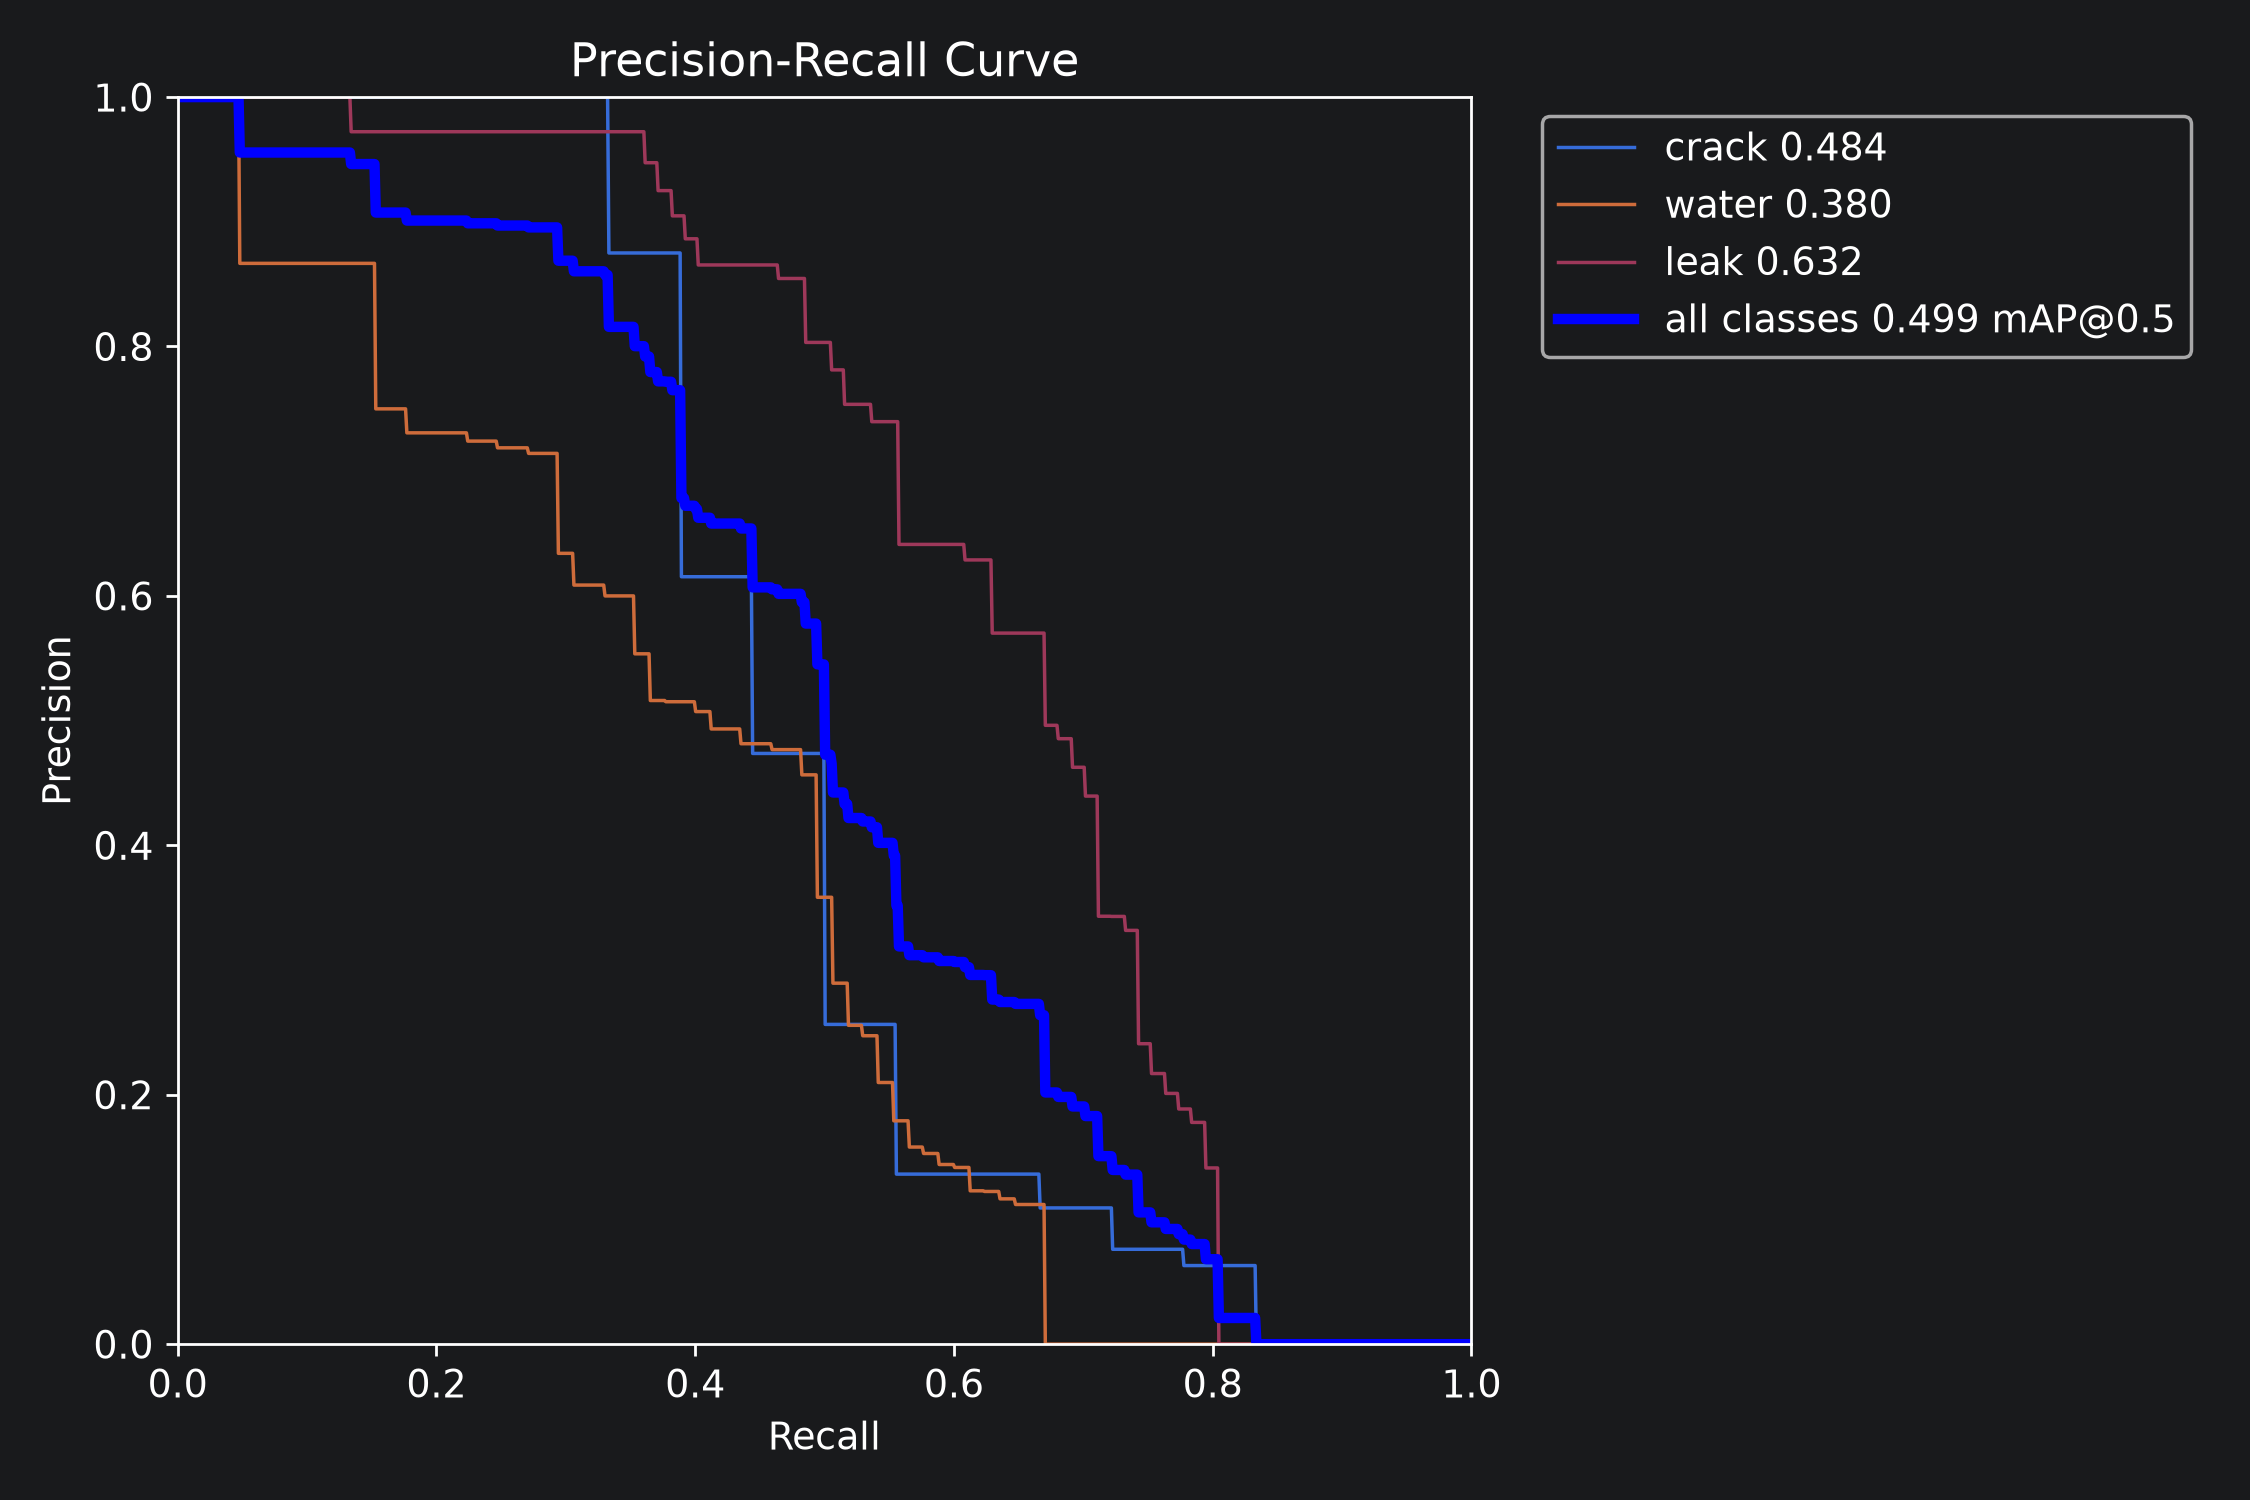 Precision-Recall Curve
1.0
0.8
0.6
0.4
0.2
0.0
Precision
0.0 0.2 0.4 0.6 0.8 1.0
Recall
crack 0.484
water 0.380
leak 0.632
all classes 0.499 mAP@0.5